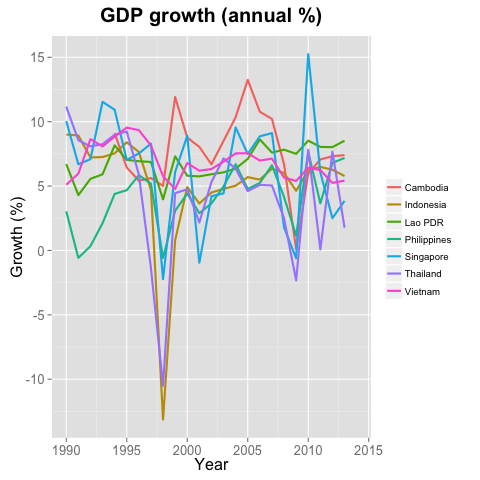 GDP growth (annual %)
Growth (%)
15
10
5
0
-5
-10
1990
1995
2000
2005
2010
2015
Year
Cambodia
Indonesia
Lao PDR
Philippines
Singapore
Thailand
Vietnam